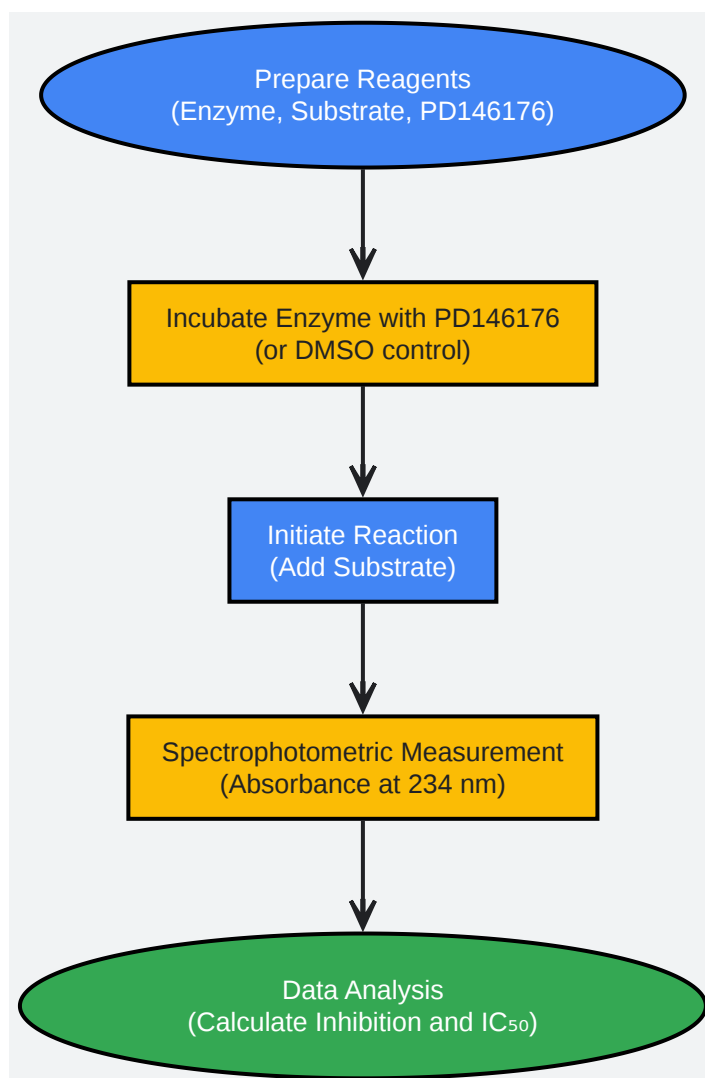 Prepare Reagents
(Enzyme, Substrate, PD146176)
Incubate Enzyme with PD146176
(or DMSO control)
Initiate Reaction
(Add Substrate)
Spectrophotometric Measurement
(Absorbance at 234 nm)
Data Analysis
(Calculate Inhibition and IC₅₀)